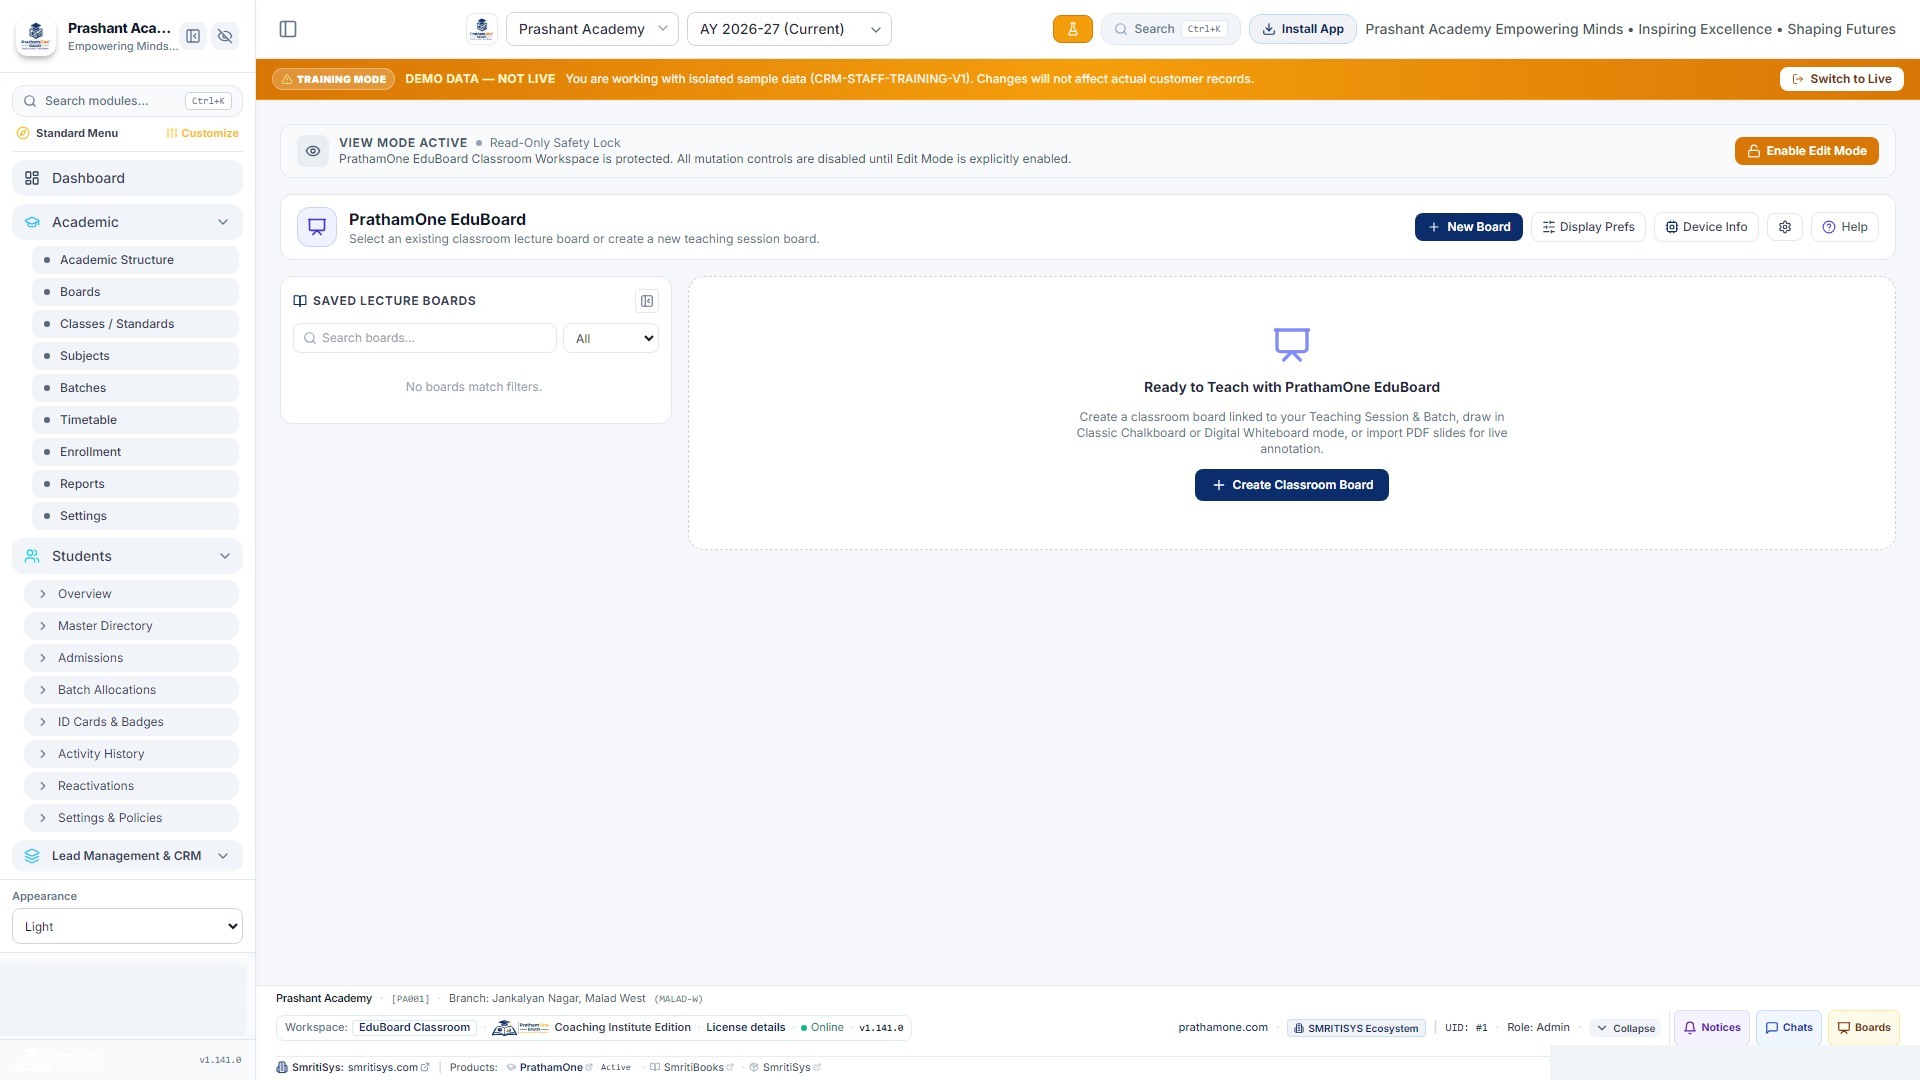 Prashant Aca...
Empowering Minds...
Search modules... Ctrl+K
Standard Menu Customize
Dashboard
Academic
Academic Structure
Boards
Classes / Standards
Subjects
Batches
Timetable
Enrollment
Reports
Settings
Students
Overview
Master Directory
Admissions
Batch Allocations
ID Cards & Badges
Activity History
Reactivations
Settings & Policies
Lead Management & CRM
Appearance
Light
v1.141.0
Prashant Academy AY 2026-27 (Current) Search Ctrl+K Install App Prashant Academy Empowering Minds • Inspiring Excellence • Shaping Futures
TRAINING MODE DEMO DATA — NOT LIVE You are working with isolated sample data (CRM-STAFF-TRAINING-V1). Changes will not affect actual customer records. Switch to Live
VIEW MODE ACTIVE • Read-Only Safety Lock
PrathamOne EduBoard Classroom Workspace is protected. All mutation controls are disabled until Edit Mode is explicitly enabled.
Enable Edit Mode
PrathamOne EduBoard
Select an existing classroom lecture board or create a new teaching session board.
New Board Display Prefs Device Info Help
SAVED LECTURE BOARDS
Search boards... All
No boards match filters.
Ready to Teach with PrathamOne EduBoard
Create a classroom board linked to your Teaching Session & Batch, draw in
Classic Chalkboard or Digital Whiteboard mode, or import PDF slides for live
annotation.
Create Classroom Board
Prashant Academy · [PA001] · Branch: Jankalyan Nagar, Malad West (MALAD-W)
Workspace: EduBoard Classroom · Coaching Institute Edition · License details · Online · v1.141.0
prathamone.com · SMRITISYS Ecosystem | UID: #1 · Role: Admin · Collapse Notices Chats Boards
SmritiSys: smritisys.com | Products: PrathamOne Active · SmritiBooks · SmritiSys